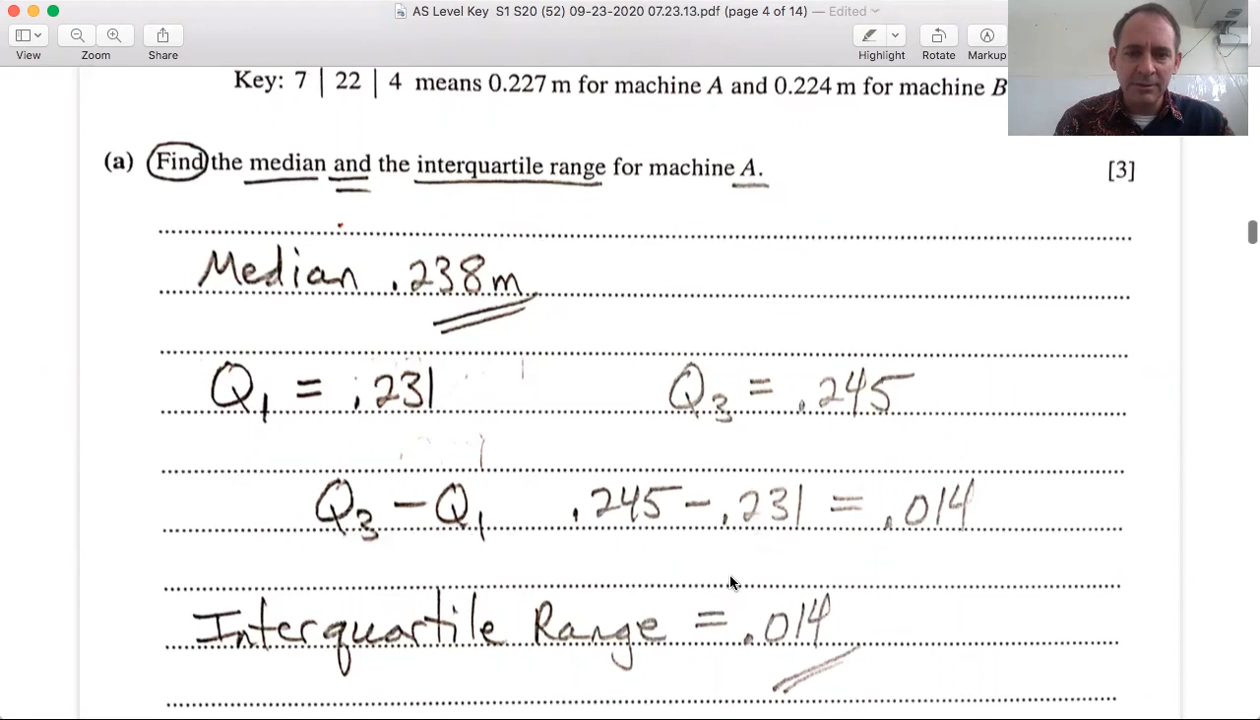 AS Level Key S1 S20 (52) 09-23-2020 07.23.13.pdf (page 4 of 14) — Edited
View Zoom Share Highlight Rotate Markup
Key: 7 | 22 | 4 means 0.227 m for machine A and 0.224 m for machine B
(a) Find the median and the interquartile range for machine A. [3]
Median .238m
Q₁ = .231 Q₃ = .245
Q₃ – Q₁ .245 – .231 = .014
Interquartile Range = .014